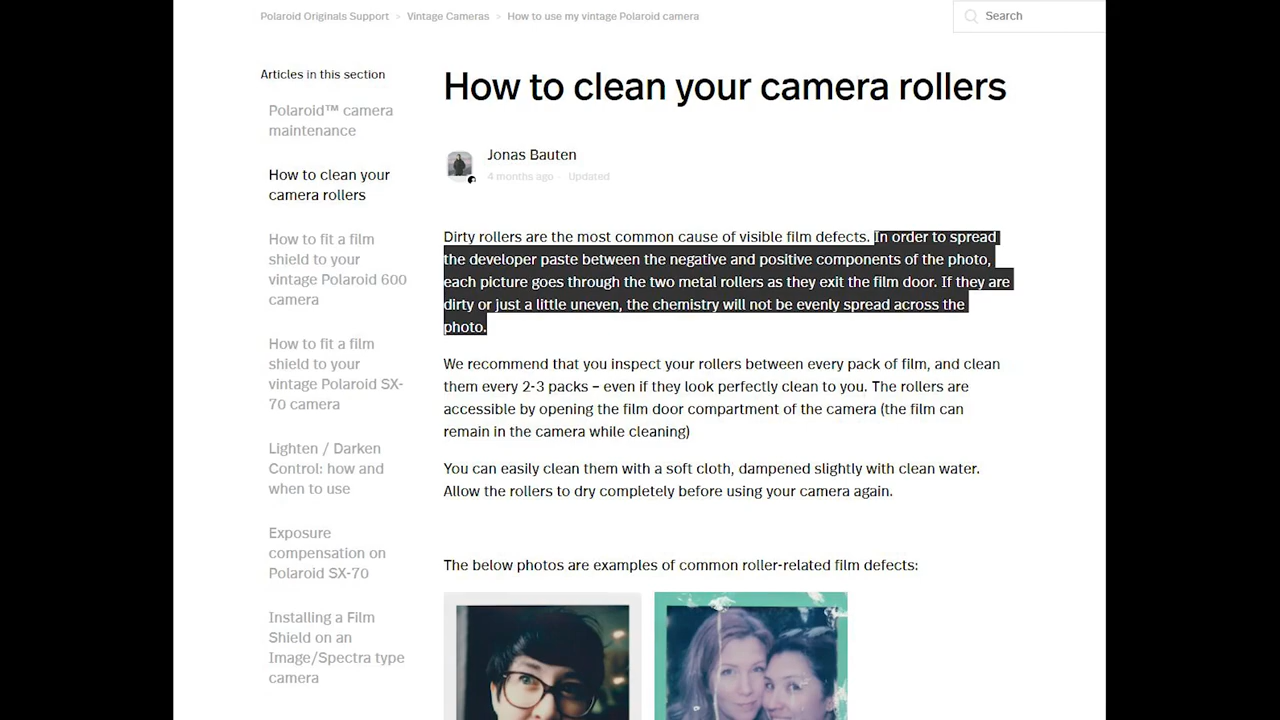 Polaroid Originals Support > Vintage Cameras > How to use my vintage Polaroid camera
Search
Articles in this section
Polaroid™ camera
maintenance
How to clean your
camera rollers
How to fit a film
shield to your
vintage Polaroid 600
camera
How to fit a film
shield to your
vintage Polaroid SX-
70 camera
Lighten / Darken
Control: how and
when to use
Exposure
compensation on
Polaroid SX-70
Installing a Film
Shield on an
Image/Spectra type
camera
How to clean your camera rollers
Jonas Bauten
4 months ago · Updated
Dirty rollers are the most common cause of visible film defects. In order to spread
the developer paste between the negative and positive components of the photo,
each picture goes through the two metal rollers as they exit the film door. If they are
dirty or just a little uneven, the chemistry will not be evenly spread across the
photo.
We recommend that you inspect your rollers between every pack of film, and clean
them every 2-3 packs – even if they look perfectly clean to you. The rollers are
accessible by opening the film door compartment of the camera (the film can
remain in the camera while cleaning)
You can easily clean them with a soft cloth, dampened slightly with clean water.
Allow the rollers to dry completely before using your camera again.
The below photos are examples of common roller-related film defects: